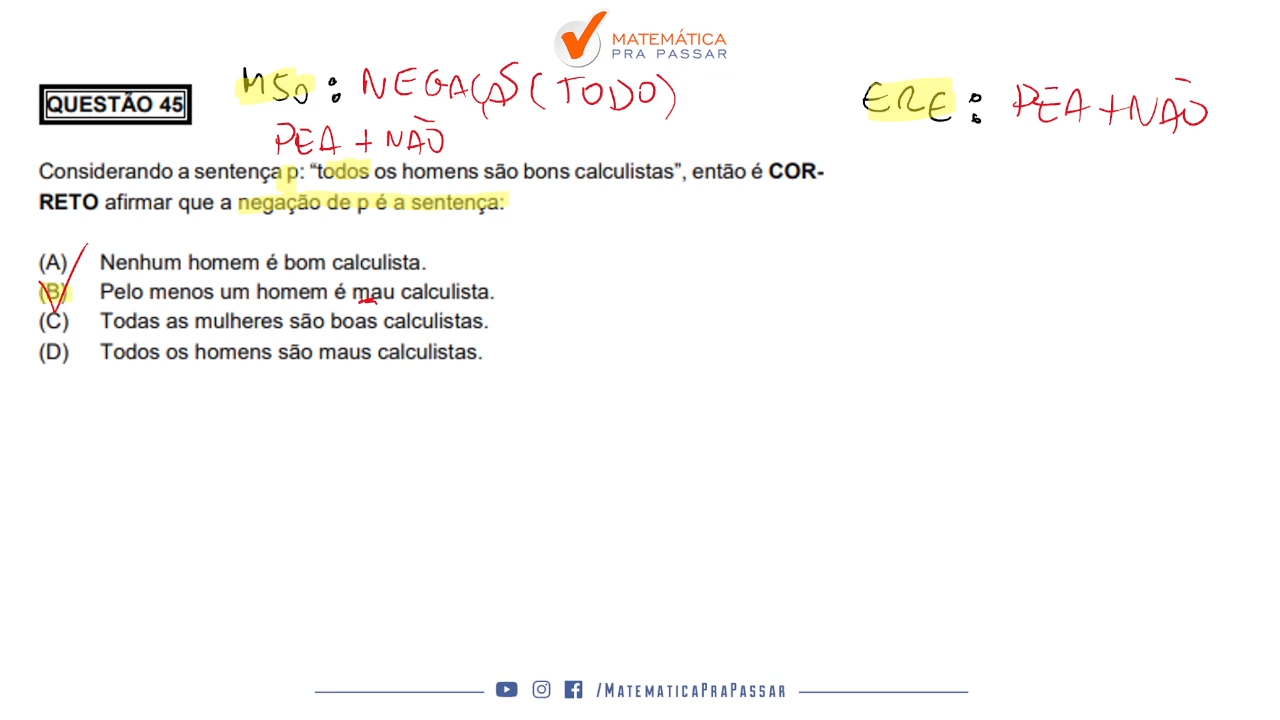 MATEMÁTICA
PRA PASSAR
QUESTÃO 45
MSO : NEGAÇÃO (TODO)
PEA + NÃO
ERE : PEA + NÃO
Considerando a sentença p: “todos os homens são bons calculistas”, então é COR-
RETO afirmar que a negação de p é a sentença:
(A) Nenhum homem é bom calculista.
(B) Pelo menos um homem é mau calculista.
(C) Todas as mulheres são boas calculistas.
(D) Todos os homens são maus calculistas.
/MATEMATICAPRAPASSAR